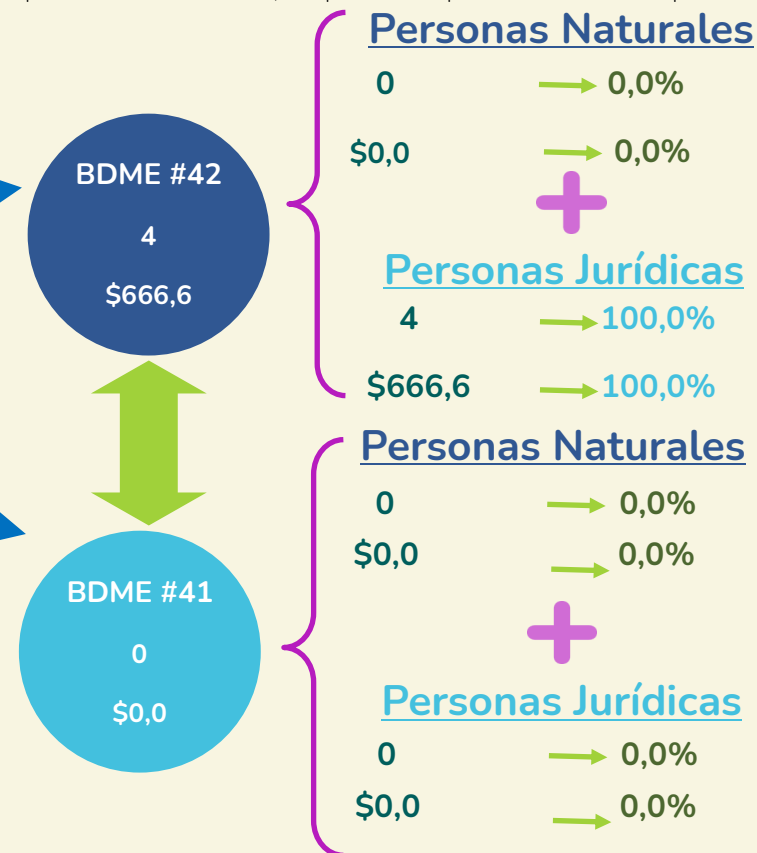 BDME #42
4
$666,6
Personas Naturales
0 0,0%
$0,0 0,0%
Personas Jurídicas
4 100,0%
$666,6 100,0%
BDME #41
0
$0,0
Personas Naturales
0 0,0%
$0,0 0,0%
Personas Jurídicas
0 0,0%
$0,0 0,0%